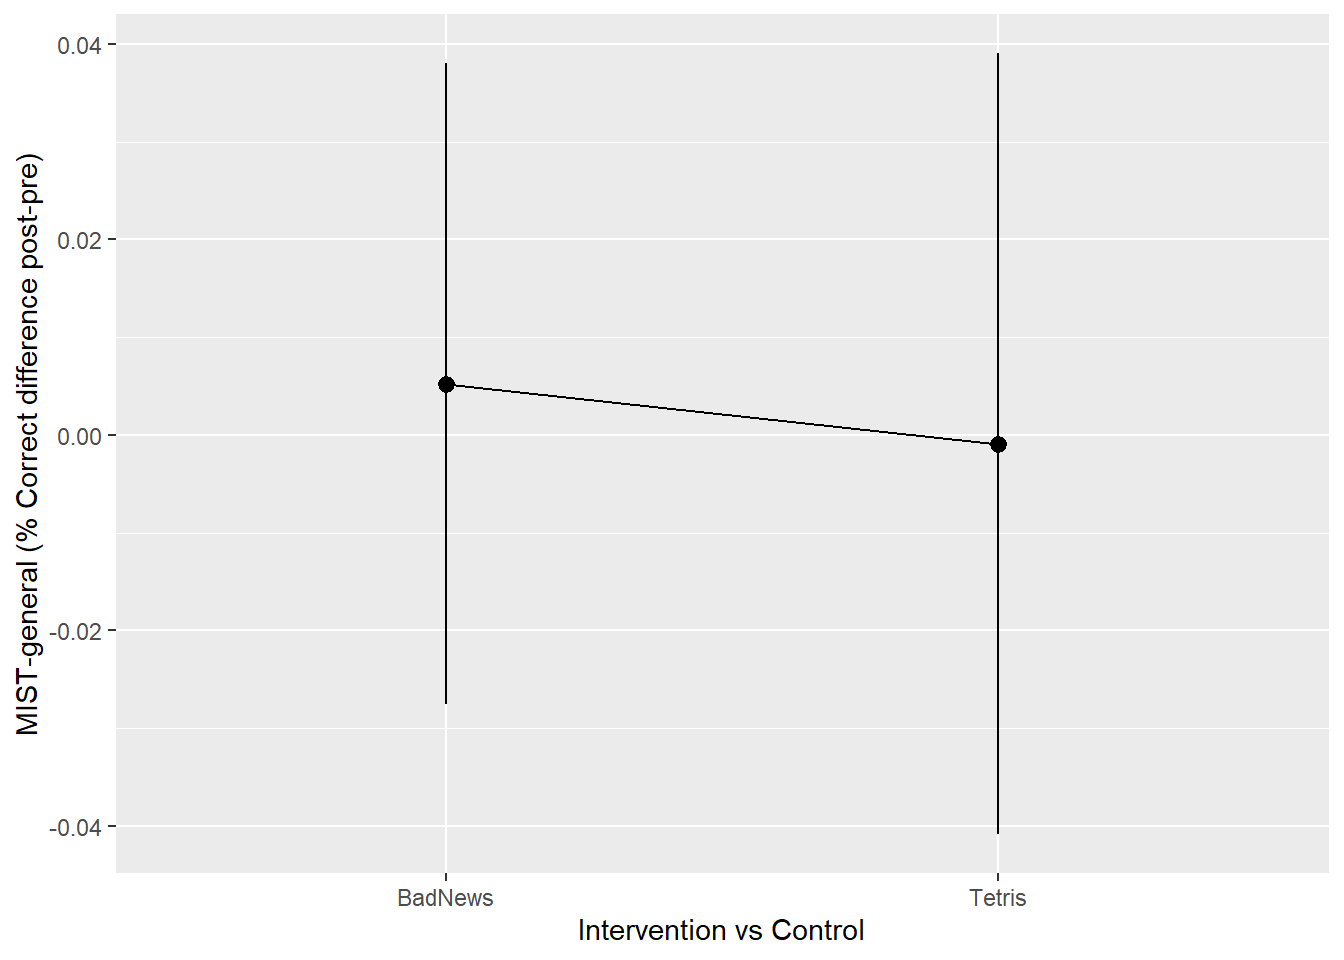 MIST-general (% Correct difference post-pre)
0.04
0.02
0.00
-0.02
-0.04
BadNews
Tetris
Intervention vs Control